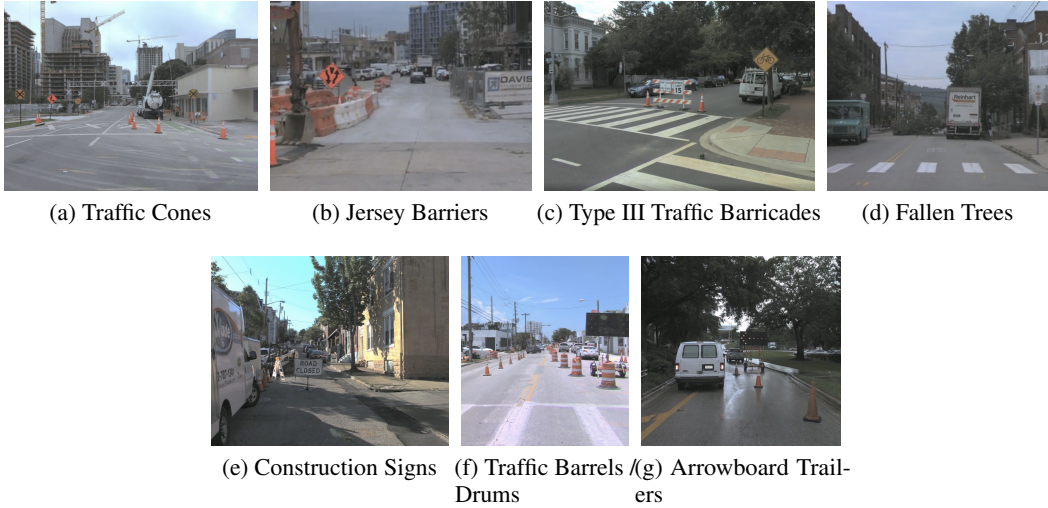 DAVIS
15
Reinhart
(a) Traffic Cones
(b) Jersey Barriers
(c) Type III Traffic Barricades
(d) Fallen Trees
ROAD
CLOSED
(e) Construction Signs
(f) Traffic Barrels /
Drums
(g) Arrowboard Trail-
ers